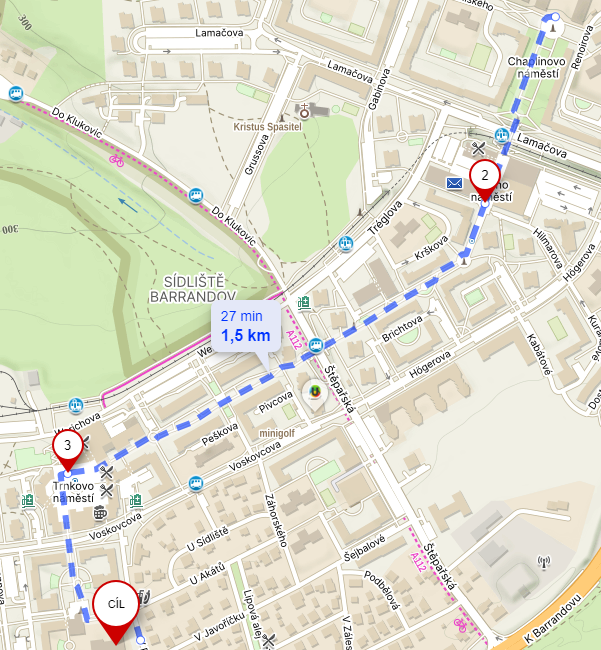 300
Lamačova
Renoirova
Chaplinovo
náměstí
Lamačova
Gabinova
Do Klukovic
Kristus Spasitel
Grussova
Lamačova
2
náměstí
Do Klukovic
Tréglova
300
Krškova
Hilmarova
Högerova
SÍDLIŠTĚ
BARRANDOV
27 min
1,5 km
A112
Brichtova
Kabátové
Högerova
Štěpařská
Pivcova
Peškova
minigolf
3
Voskovcova
Trnkovo
náměstí
Voskovcova
Záhorského
U Sídliště
Šejbalové
A112
Štěpařská
U Akátů
Podbělová
CÍL
Lipová alej
V Javoříčku
K Barrandovu